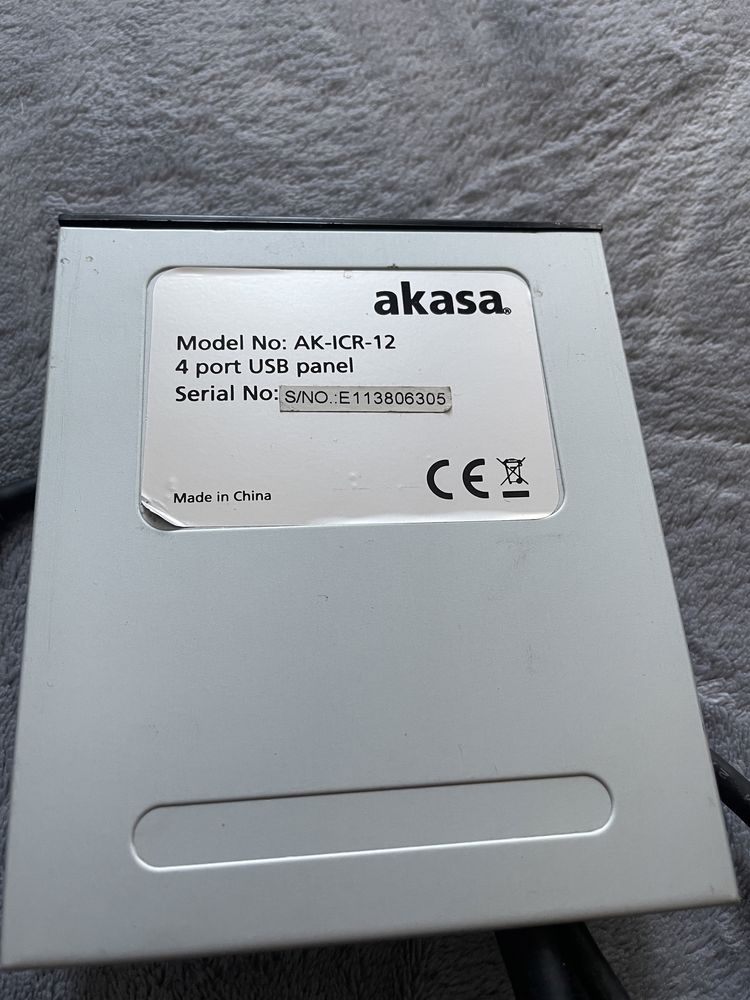 akasa®
Model No: AK-ICR-12
4 port USB panel
Serial No: S/NO.:E113806305
Made in China
CE